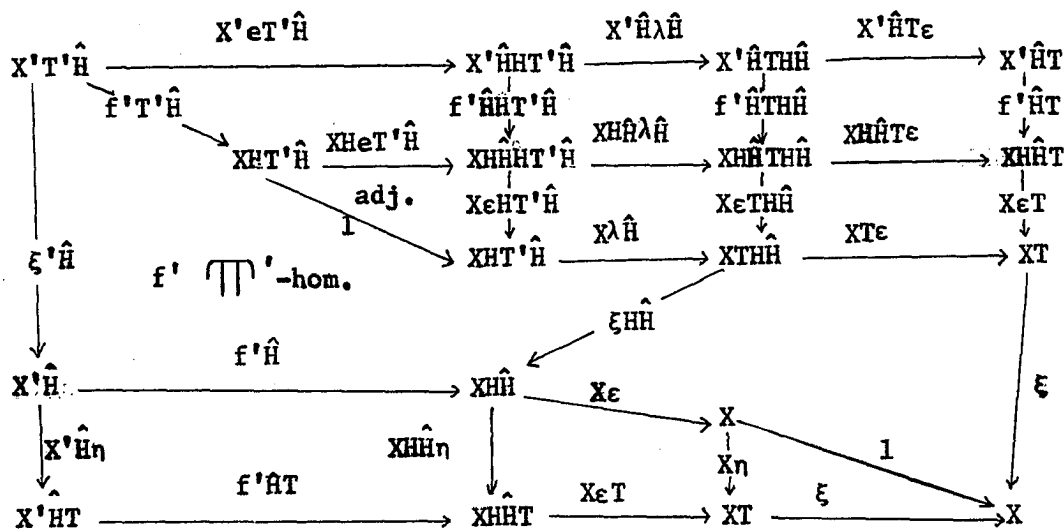 X'eT'Ĥ X'Ĥλ Ĥ X'ĤTε
X'T'Ĥ X'ĤHT'Ĥ X'ĤTHĤ X'ĤT
f'T'Ĥ f'ĤHT'Ĥ f'ĤTHĤ f'ĤT
XHeT'Ĥ XHĤλĤ XHĤTε
XHT'Ĥ XHĤHT'Ĥ XHĤTHĤ XHĤT
adj. XεHT'Ĥ XεTHĤ XεT
1
XλĤ XTε
ξ'Ĥ XHT'Ĥ XTHĤ XT
f' '-hom.
ξHĤ
f'Ĥ
X'Ĥ XHĤ Xε ξ
X 1
X'Ĥη XHĤη Xη
f'ĤT XεT ξ
X'ĤT XHĤT XT X